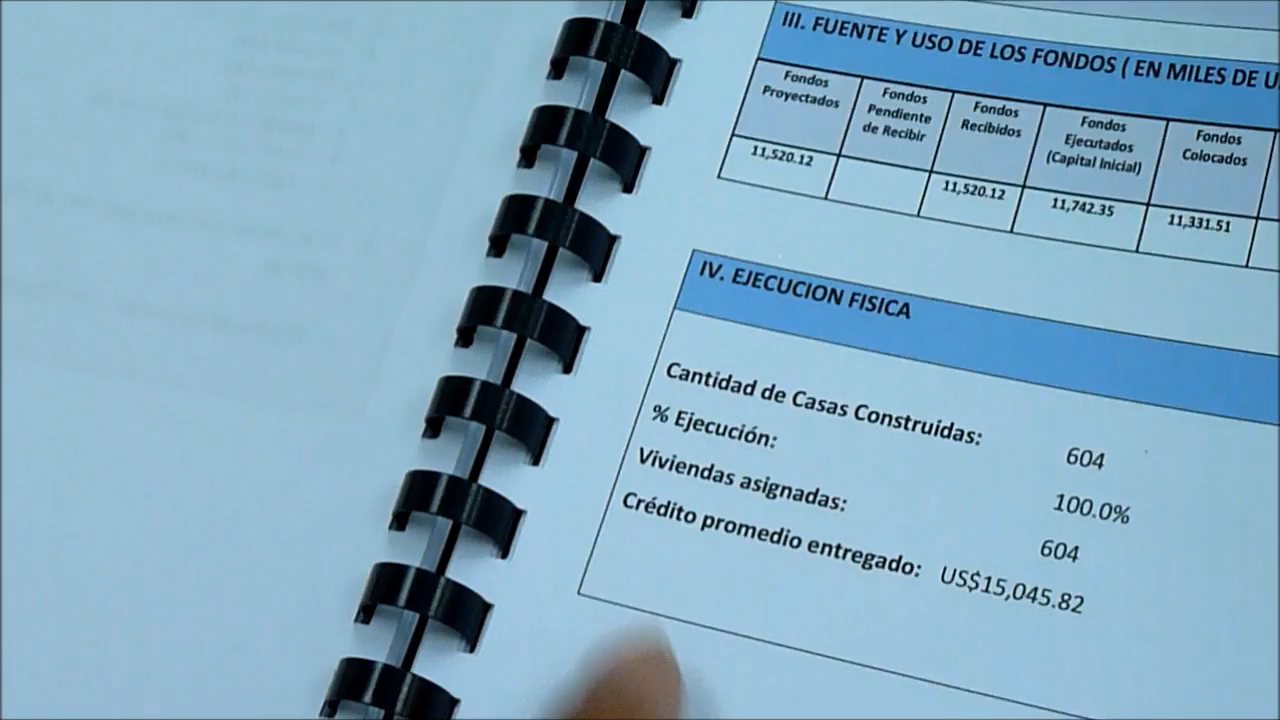 III. FUENTE Y USO DE LOS FONDOS ( EN MILES DE U
Fondos Proyectados
Fondos Pendiente de Recibir
Fondos Recibidos
Fondos Ejecutados (Capital Inicial)
Fondos Colocados
11,520.12 11,520.12 11,742.35 11,331.51
IV. EJECUCION FISICA
Cantidad de Casas Construidas: 604
% Ejecución: 100.0%
Viviendas asignadas: 604
Crédito promedio entregado: US$15,045.82